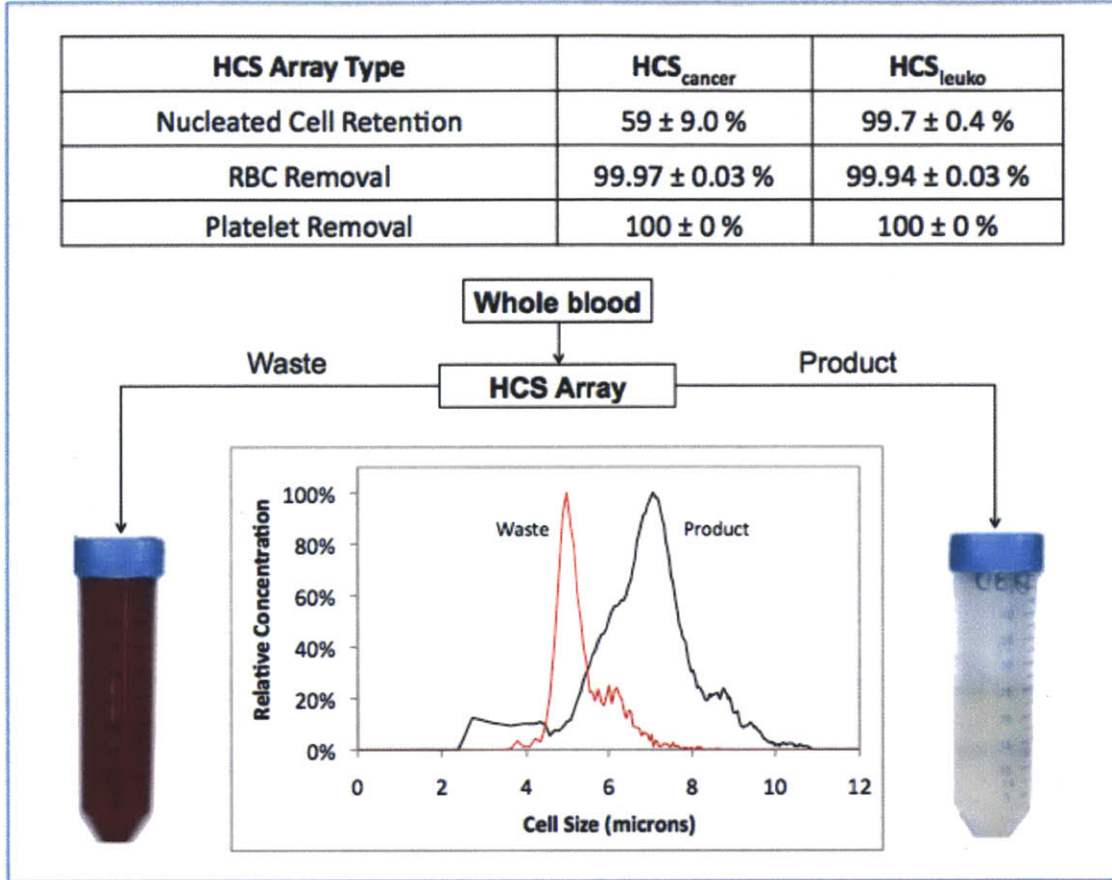 HCS Array Type HCScancer HCSleuko
Nucleated Cell Retention 59 ± 9.0 % 99.7 ± 0.4 %
RBC Removal 99.97 ± 0.03 % 99.94 ± 0.03 %
Platelet Removal 100 ± 0 % 100 ± 0 %
Whole blood
Waste
Product
HCS Array
Relative Concentration
100%
80%
60%
40%
20%
0%
Waste
Product
0 2 4 6 8 10 12
Cell Size (microns)